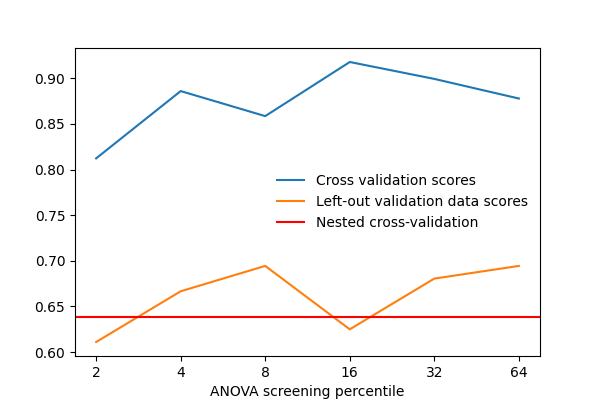 0.90
0.85
0.80
0.75
0.70
0.65
0.60
Cross validation scores
Left-out validation data scores
Nested cross-validation
2 4 8 16 32 64
ANOVA screening percentile